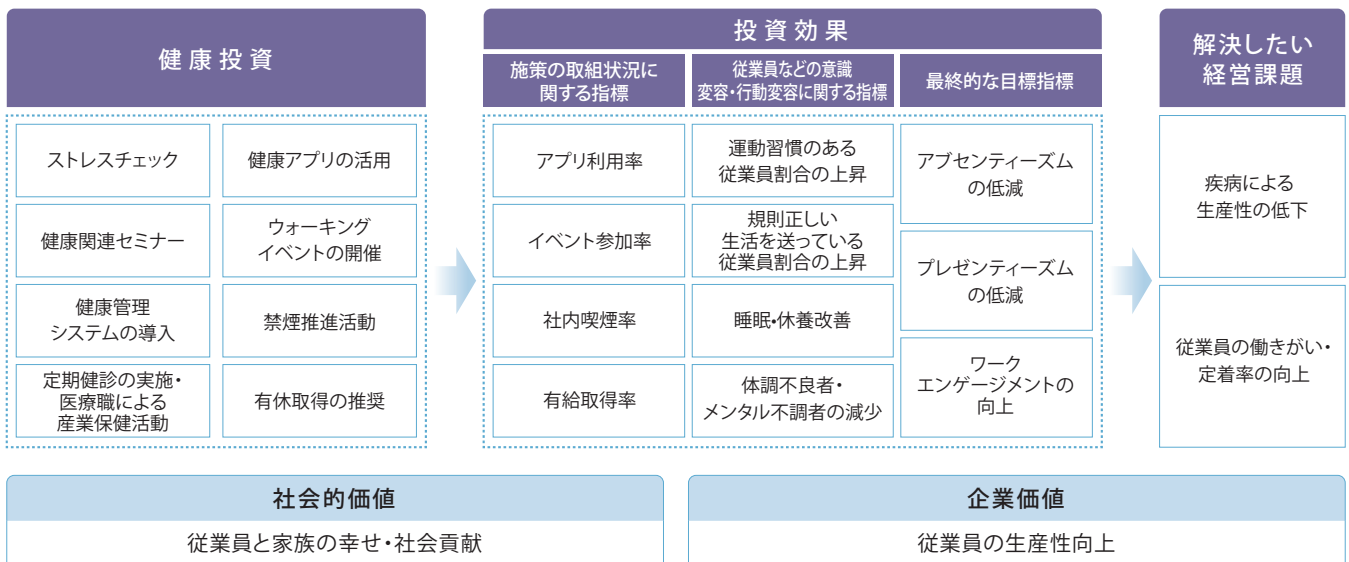 健康投資
ストレスチェック
健康アプリの活用
健康関連セミナー
ウォーキング
イベントの開催
健康管理
システムの導入
禁煙推進活動
定期健診の実施・
医療職による
産業保健活動
有休取得の推奨
投資効果
施策の取組状況に
関する指標
従業員などの意識
変容・行動変容に関する指標
最終的な目標指標
アプリ利用率
イベント参加率
社内喫煙率
有給取得率
運動習慣のある
従業員割合の上昇
規則正しい
生活を送っている
従業員割合の上昇
睡眠・休養改善
体調不良者・
メンタル不調者の減少
アブセンティーズム
の低減
プレゼンティーズム
の低減
ワーク
エンゲージメントの
向上
解決したい
経営課題
疾病による
生産性の低下
従業員の働きがい・
定着率の向上
社会的価値
従業員と家族の幸せ・社会貢献
企業価値
従業員の生産性向上